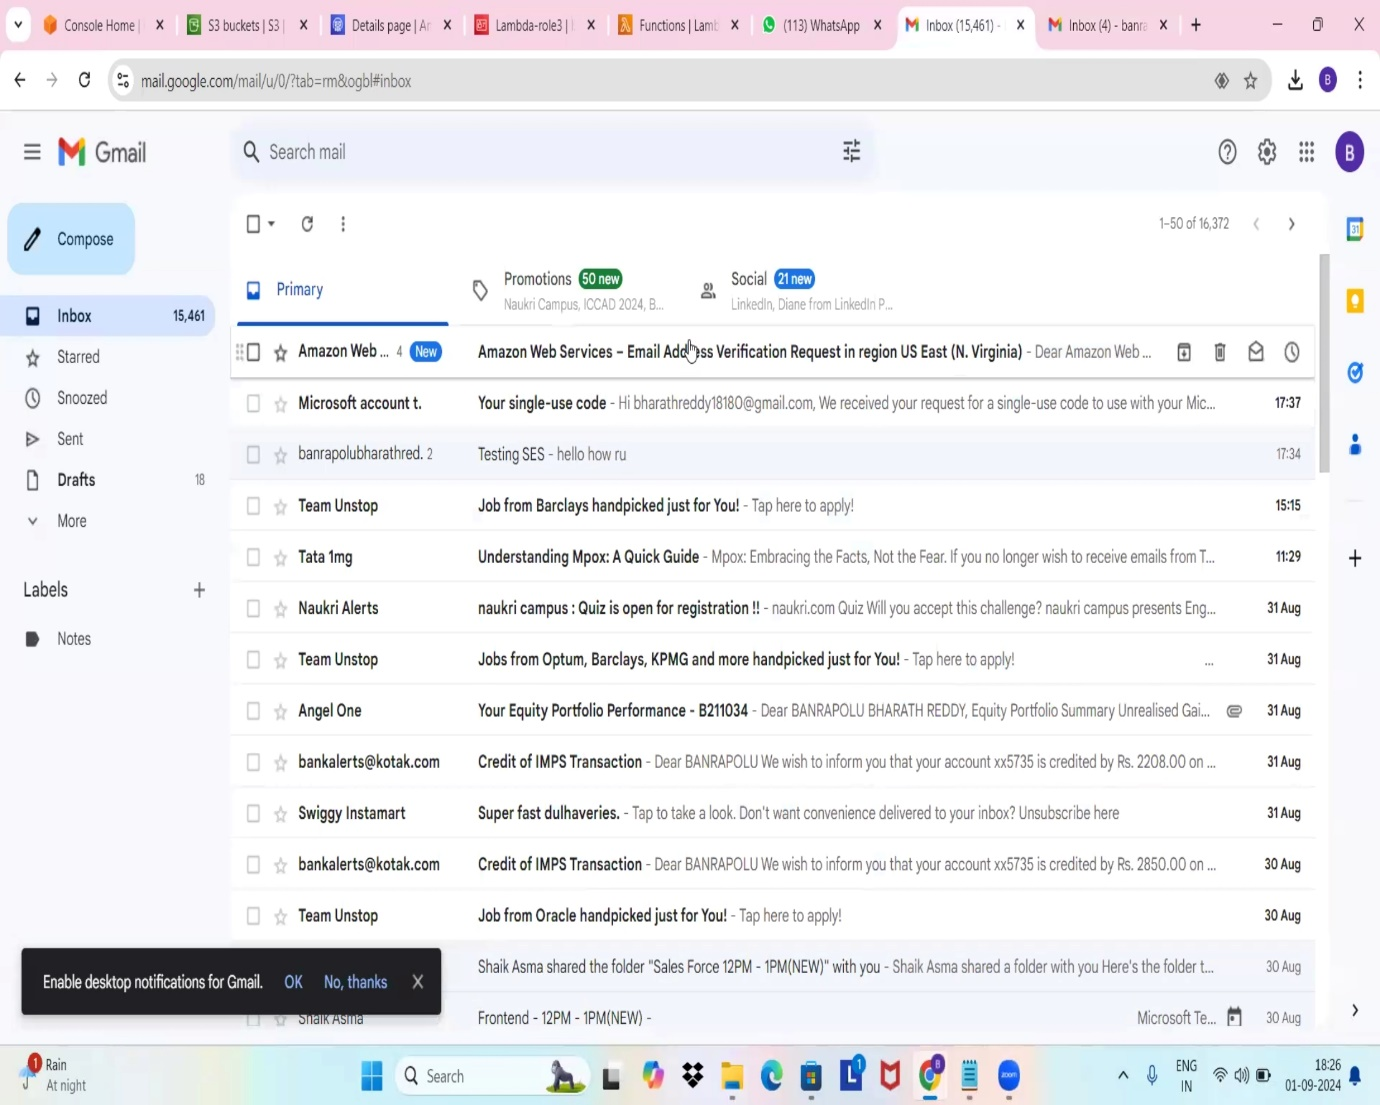 Console Home |
S3 buckets | S3 |
Details page | Ar
Lambda-role3 |
Functions | Lamb
(113) WhatsApp
Inbox (15,461) -
Inbox (4) - banra
mail.google.com/mail/u/0/?tab=rm&ogbl#inbox
B
Gmail
Search mail
B
Compose
1–50 of 16,372
Primary
Promotions 50 new
Naukri Campus, ICCAD 2024, B...
Social 21 new
LinkedIn, Diane from LinkedIn P...
31
Inbox 15,461
Starred
Snoozed
Sent
Drafts 18
More
Labels
Notes
Amazon Web ... 4 New Amazon Web Services – Email Address Verification Request in region US East (N. Virginia) - Dear Amazon Web ...
Microsoft account t. Your single-use code - Hi bharathreddy18180@gmail.com, We received your request for a single-use code to use with your Mic... 17:37
banrapolubharathred. 2 Testing SES - hello how ru 17:34
Team Unstop Job from Barclays handpicked just for You! - Tap here to apply! 15:15
Tata 1mg Understanding Mpox: A Quick Guide - Mpox: Embracing the Facts, Not the Fear. If you no longer wish to receive emails from T... 11:29
Naukri Alerts naukri campus : Quiz is open for registration !! - naukri.com Quiz Will you accept this challenge? naukri campus presents Eng... 31 Aug
Team Unstop Jobs from Optum, Barclays, KPMG and more handpicked just for You! - Tap here to apply! ... 31 Aug
Angel One Your Equity Portfolio Performance - B211034 - Dear BANRAPOLU BHARATH REDDY, Equity Portfolio Summary Unrealised Gai... 31 Aug
bankalerts@kotak.com Credit of IMPS Transaction - Dear BANRAPOLU We wish to inform you that your account xx5735 is credited by Rs. 2208.00 on ... 31 Aug
Swiggy Instamart Super fast dulhaveries. - Tap to take a look. Don't want convenience delivered to your inbox? Unsubscribe here 31 Aug
bankalerts@kotak.com Credit of IMPS Transaction - Dear BANRAPOLU We wish to inform you that your account xx5735 is credited by Rs. 2850.00 on ... 30 Aug
Team Unstop Job from Oracle handpicked just for You! - Tap here to apply! 30 Aug
Shaik Asma shared the folder "Sales Force 12PM - 1PM(NEW)" with you - Shaik Asma shared a folder with you Here's the folder t... 30 Aug
Shaik Asma Frontend - 12PM - 1PM(NEW) - Microsoft Te... 30 Aug
Enable desktop notifications for Gmail. OK No, thanks
1
Rain
At night
Search
L
1
B
zoom
ENG
IN
18:26
01-09-2024